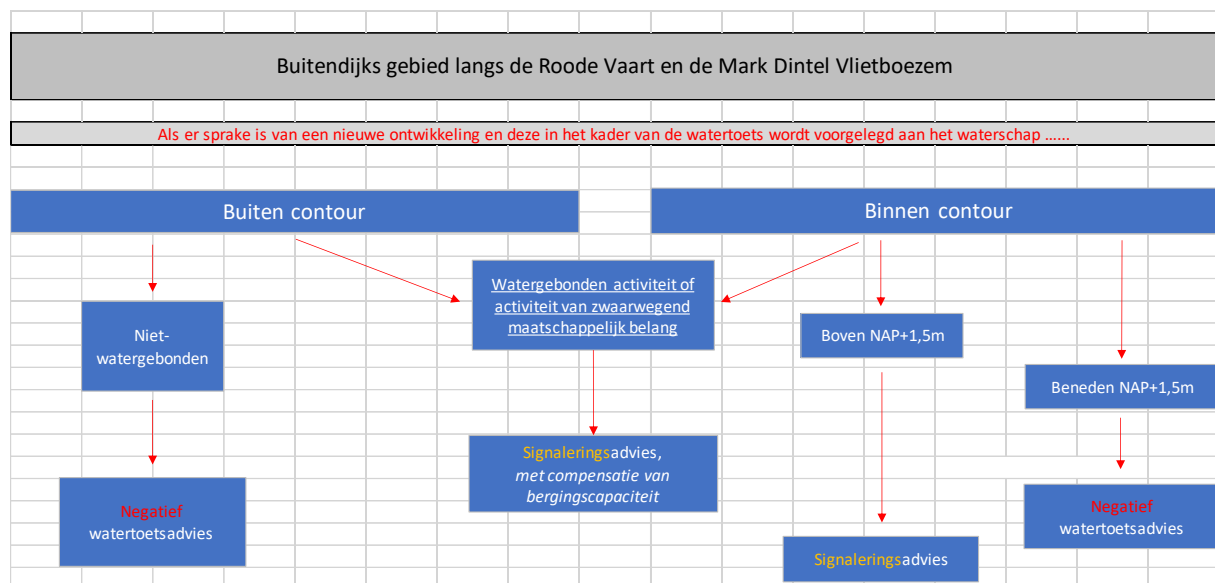 Buitendijks gebied langs de Roode Vaart en de Mark Dintel Vlietboezem
Als er sprake is van een nieuwe ontwikkeling en deze in het kader van de watertoets wordt voorgelegd aan het waterschap ......
Buiten contour
Binnen contour
Watergebonden activiteit of
activiteit van zwaarwegend
maatschappelijk belang
Niet-
watergebonden
Boven NAP+1,5m
Beneden NAP+1,5m
Signaleringsadvies,
met compensatie van
bergingscapaciteit
Negatief
watertoetsadvies
Negatief
watertoetsadvies
Signaleringsadvies